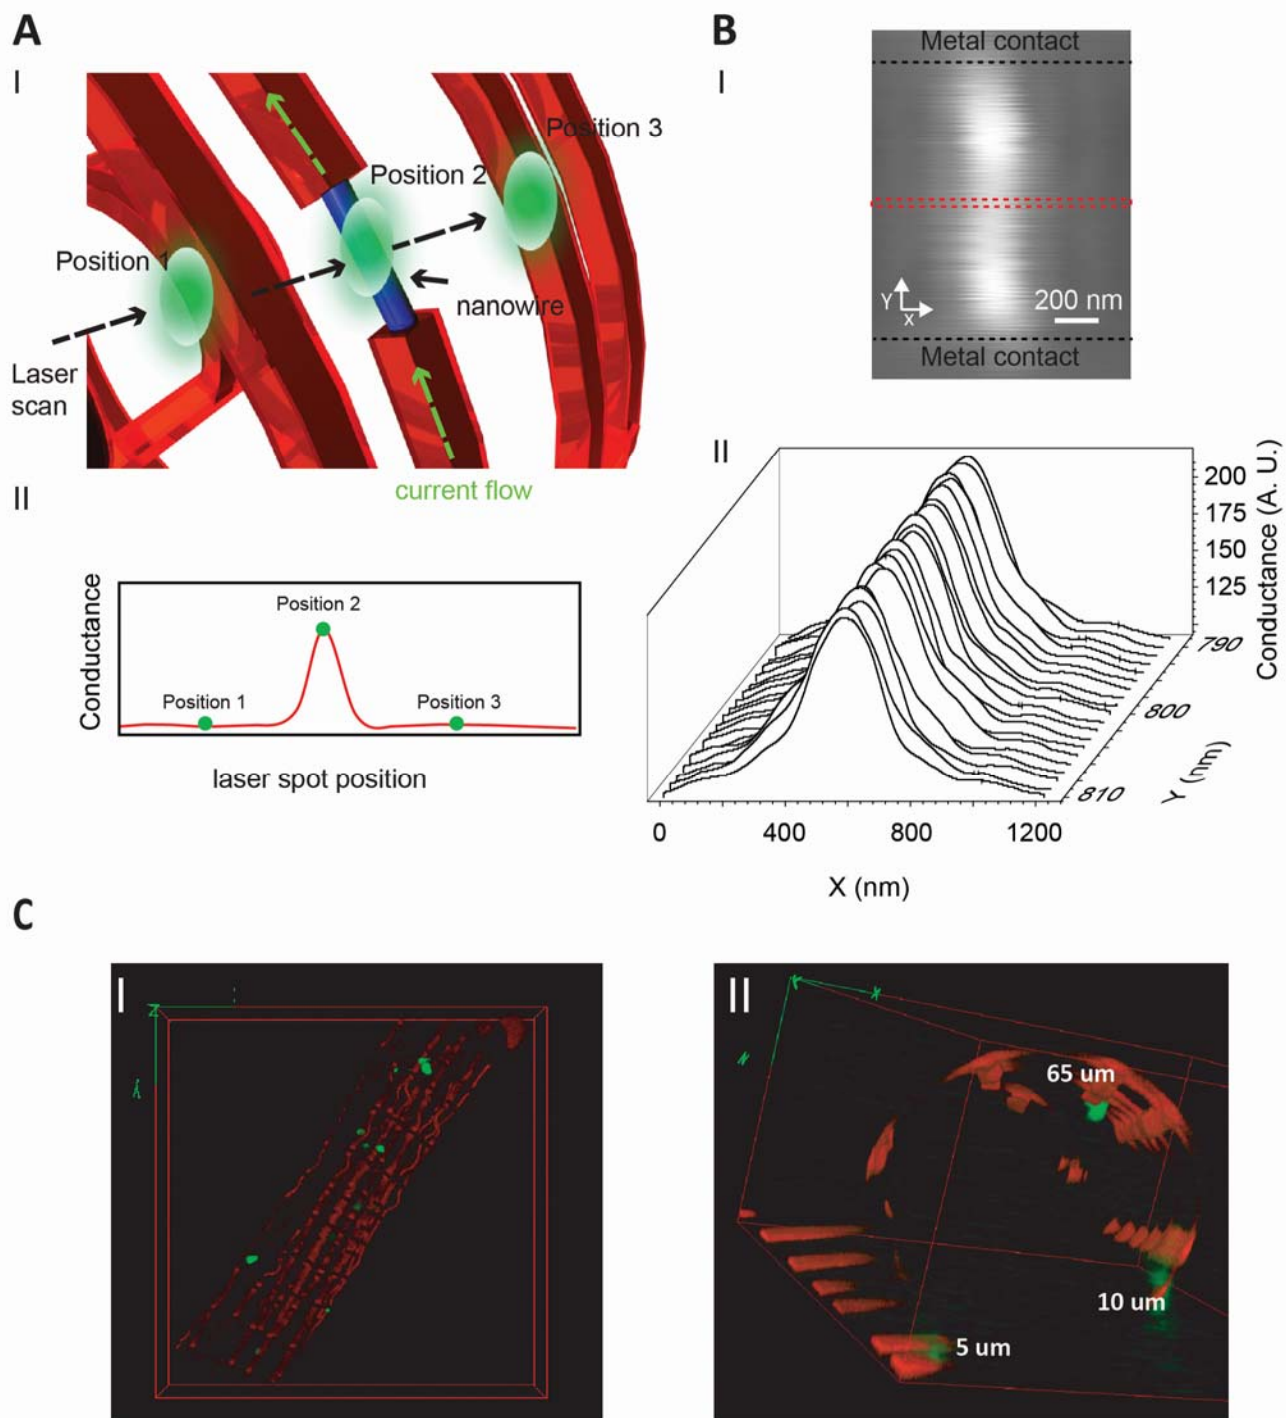 A
I
Position 3
Position 2
Position 1
nanowire
Laser
scan
current flow
II
Conductance
Position 2
Position 1
Position 3
laser spot position
B
I
Metal contact
Y
x
200 nm
Metal contact
II
Conductance (A. U.)
200
175
150
125
790
800
810
Y (nm)
0
400
800
1200
X (nm)
C
I
Z
Y
II
X
65 um
10 um
5 um